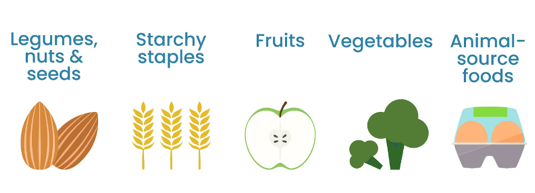 Legumes,
nuts &
seeds
Starchy
staples
Fruits
Vegetables
Animal-
source
foods